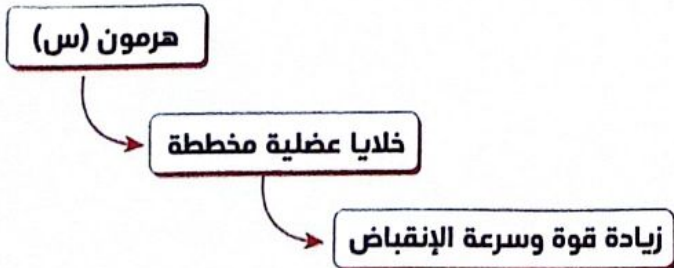 هرمون (س)
خلايا عضلية مخططة
زيادة قوة وسرعة الإنقباض